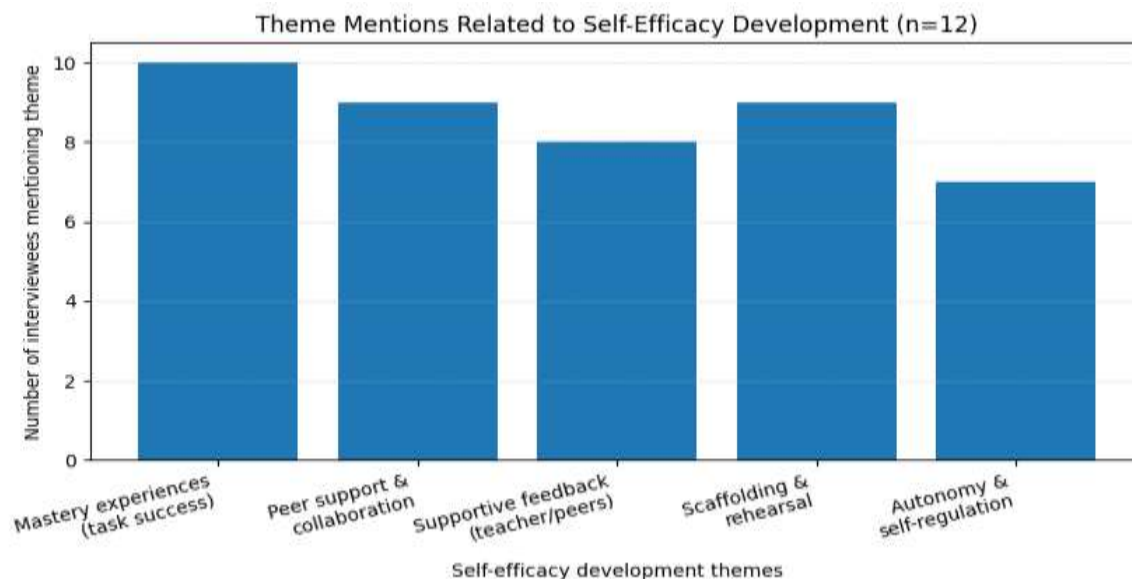 Theme Mentions Related to Self-Efficacy Development (n=12)
Number of interviewees mentioning theme
10
8
6
4
2
0
Mastery experiences
(task success)
Peer support &
collaboration
Supportive feedback
(teacher/peers)
Scaffolding &
rehearsal
Autonomy &
self-regulation
Self-efficacy development themes